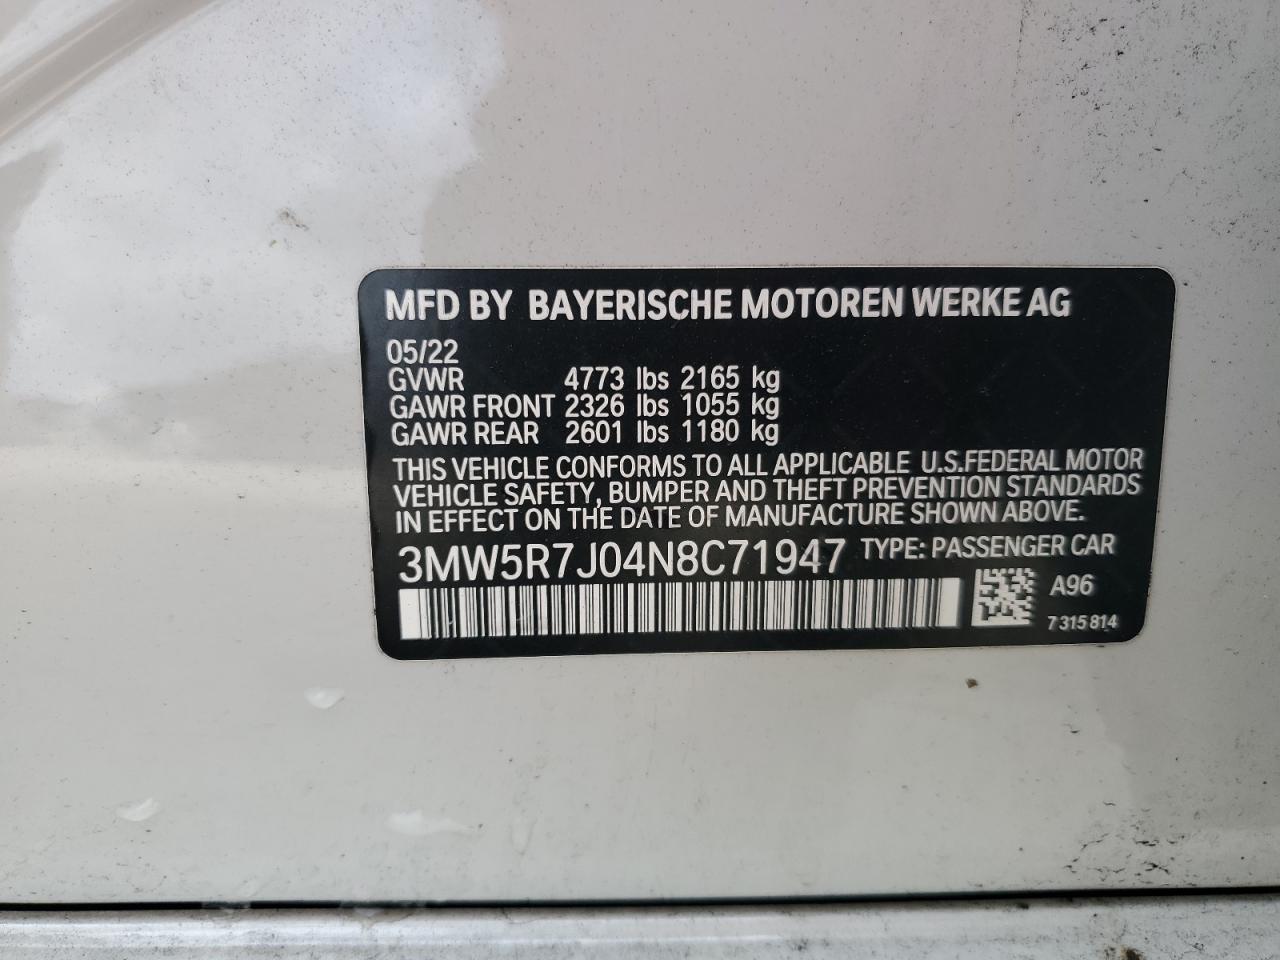 MFD BY BAYERISCHE MOTOREN WERKE AG
05/22
GVWR 4773 lbs 2165 kg
GAWR FRONT 2326 lbs 1055 kg
GAWR REAR 2601 lbs 1180 kg
THIS VEHICLE CONFORMS TO ALL APPLICABLE U.S.FEDERAL MOTOR
VEHICLE SAFETY, BUMPER AND THEFT PREVENTION STANDARDS
IN EFFECT ON THE DATE OF MANUFACTURE SHOWN ABOVE.
3MW5R7J04N8C71947 TYPE: PASSENGER CAR
A96
7 315 814